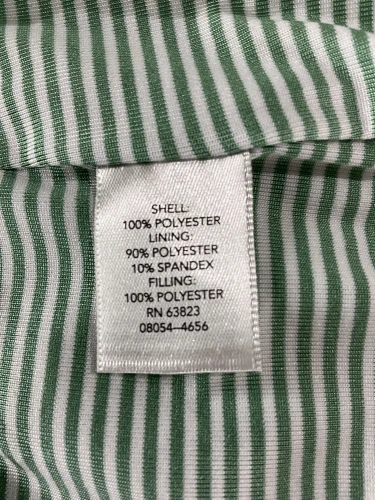 SHELL:
100% POLYESTER
LINING:
90% POLYESTER
10% SPANDEX
FILLING:
100% POLYESTER
RN 63823
08054-4656